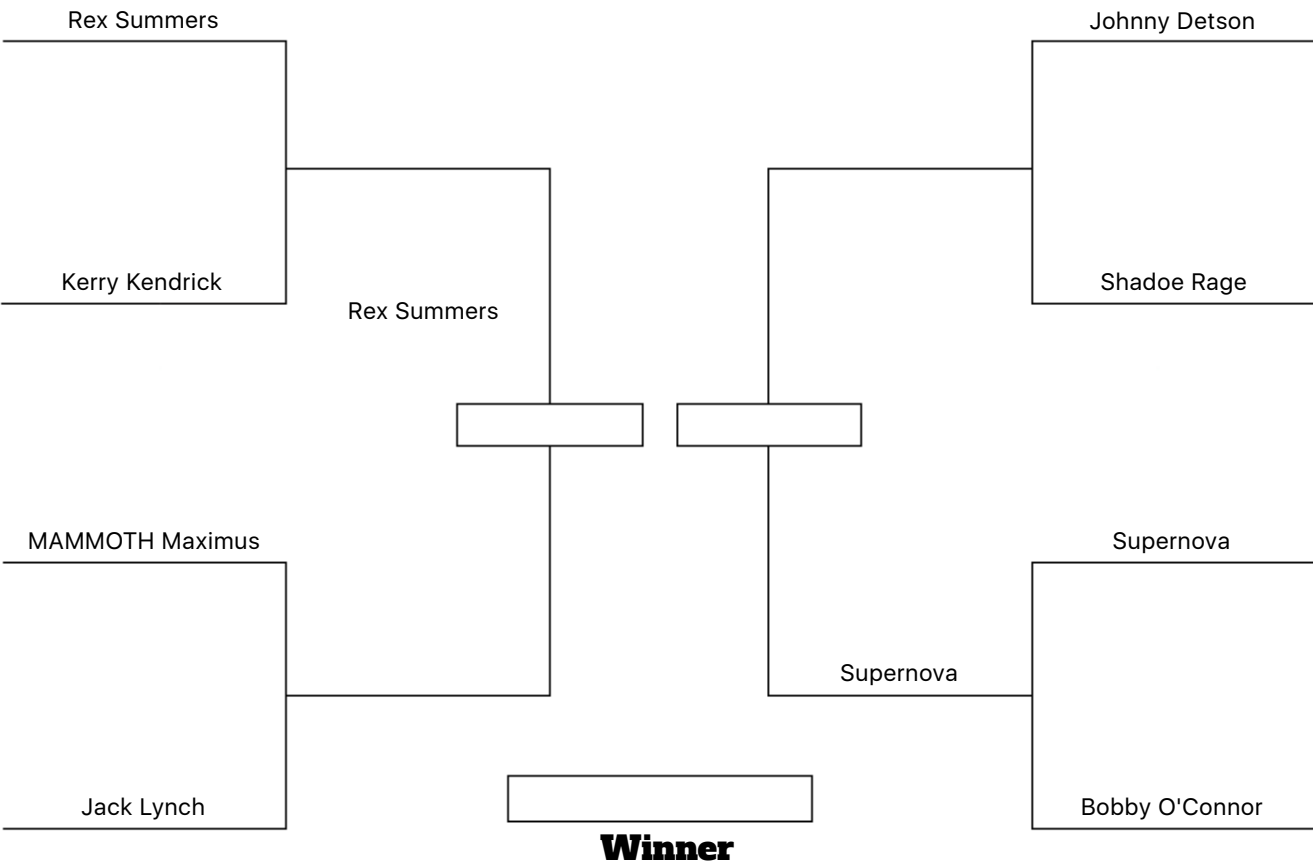 Rex Summers
Johnny Detson
Kerry Kendrick
Shadoe Rage
Rex Summers
MAMMOTH Maximus
Supernova
Supernova
Jack Lynch
Bobby O'Connor
Winner